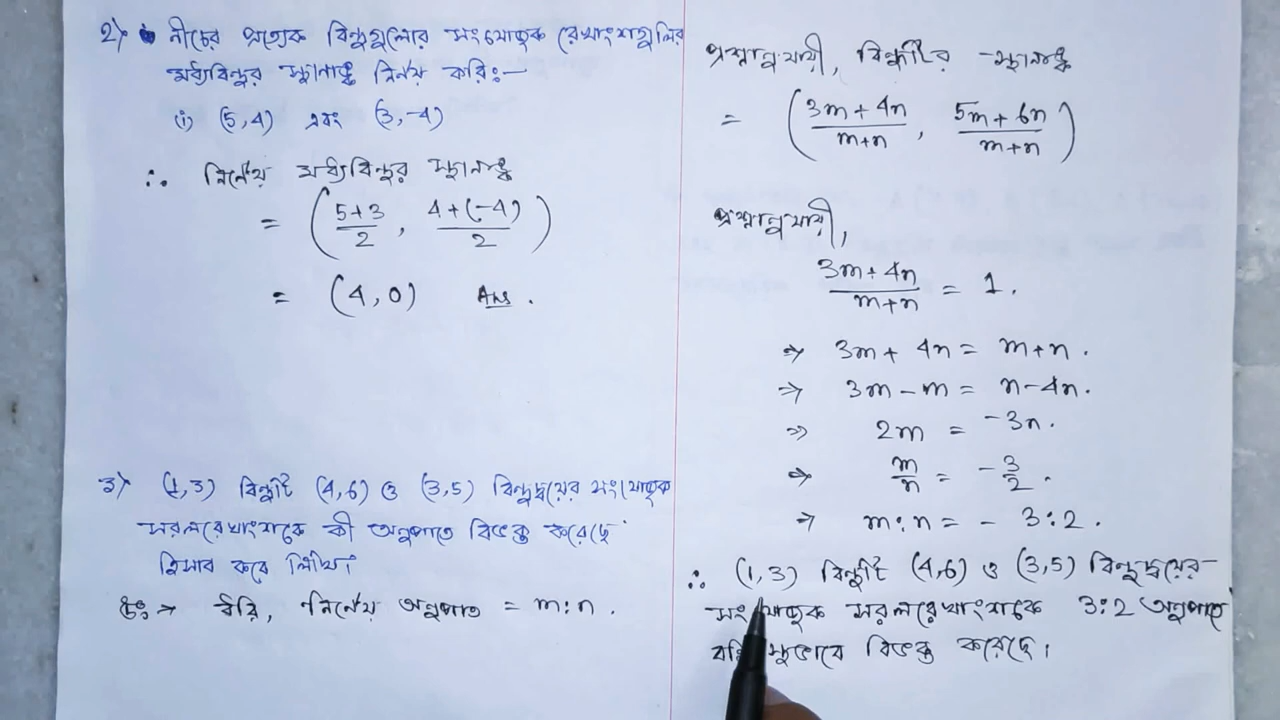 2) নীচের প্রত্যেক বিন্দুগুলোর সংযোজক রেখাংশগুলির
মধ্যবিন্দুর স্থানাঙ্ক নির্ণয় করি:-
(i) (5,4) এবং (3,-4)
∴ নির্ণেয় মধ্যবিন্দুর স্থানাঙ্ক
= ( (5+3)/2 , (4+(-4))/2 )
= (4,0) Ans.
3) (1,3) বিন্দুটি (4,6) ও (3,5) বিন্দুদ্বয়ের সংযোজক
সরলরেখাংশকে কী অনুপাতে বিভক্ত করেছে
হিসাব করে লিখি।
উঃ→ ধরি, নির্ণেয় অনুপাত = m:n.
প্রশ্নানুযায়ী, বিন্দুটির স্থানাঙ্ক
= ( (3m+4n)/(m+n) , (5m+6n)/(m+n) )
প্রশ্নানুযায়ী,
(3m+4n)/(m+n) = 1.
⇒ 3m+4n = m+n.
⇒ 3m-m = n-4n.
⇒ 2m = -3n.
⇒ m/n = -3/2.
⇒ m:n = - 3:2.
∴ (1,3) বিন্দুটি (4,6) ও (3,5) বিন্দুদ্বয়ের
সংযোজক সরলরেখাংশকে 3:2 অনুপাতে
বিভক্ত করেছে।